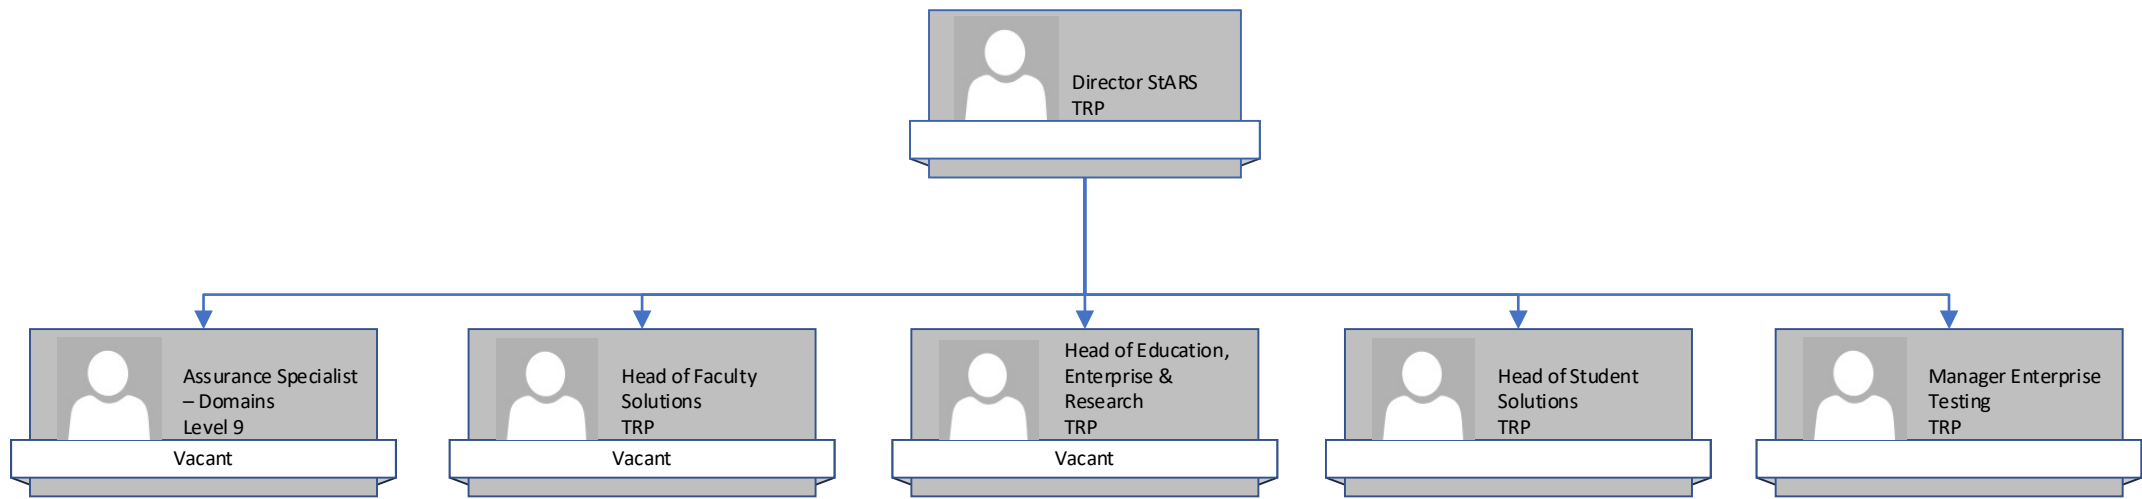 Director StARS
TRP
Assurance Specialist
– Domains
Level 9
Vacant
Head of Faculty
Solutions
TRP
Vacant
Head of Education,
Enterprise &
Research
TRP
Vacant
Head of Student
Solutions
TRP
Manager Enterprise
Testing
TRP